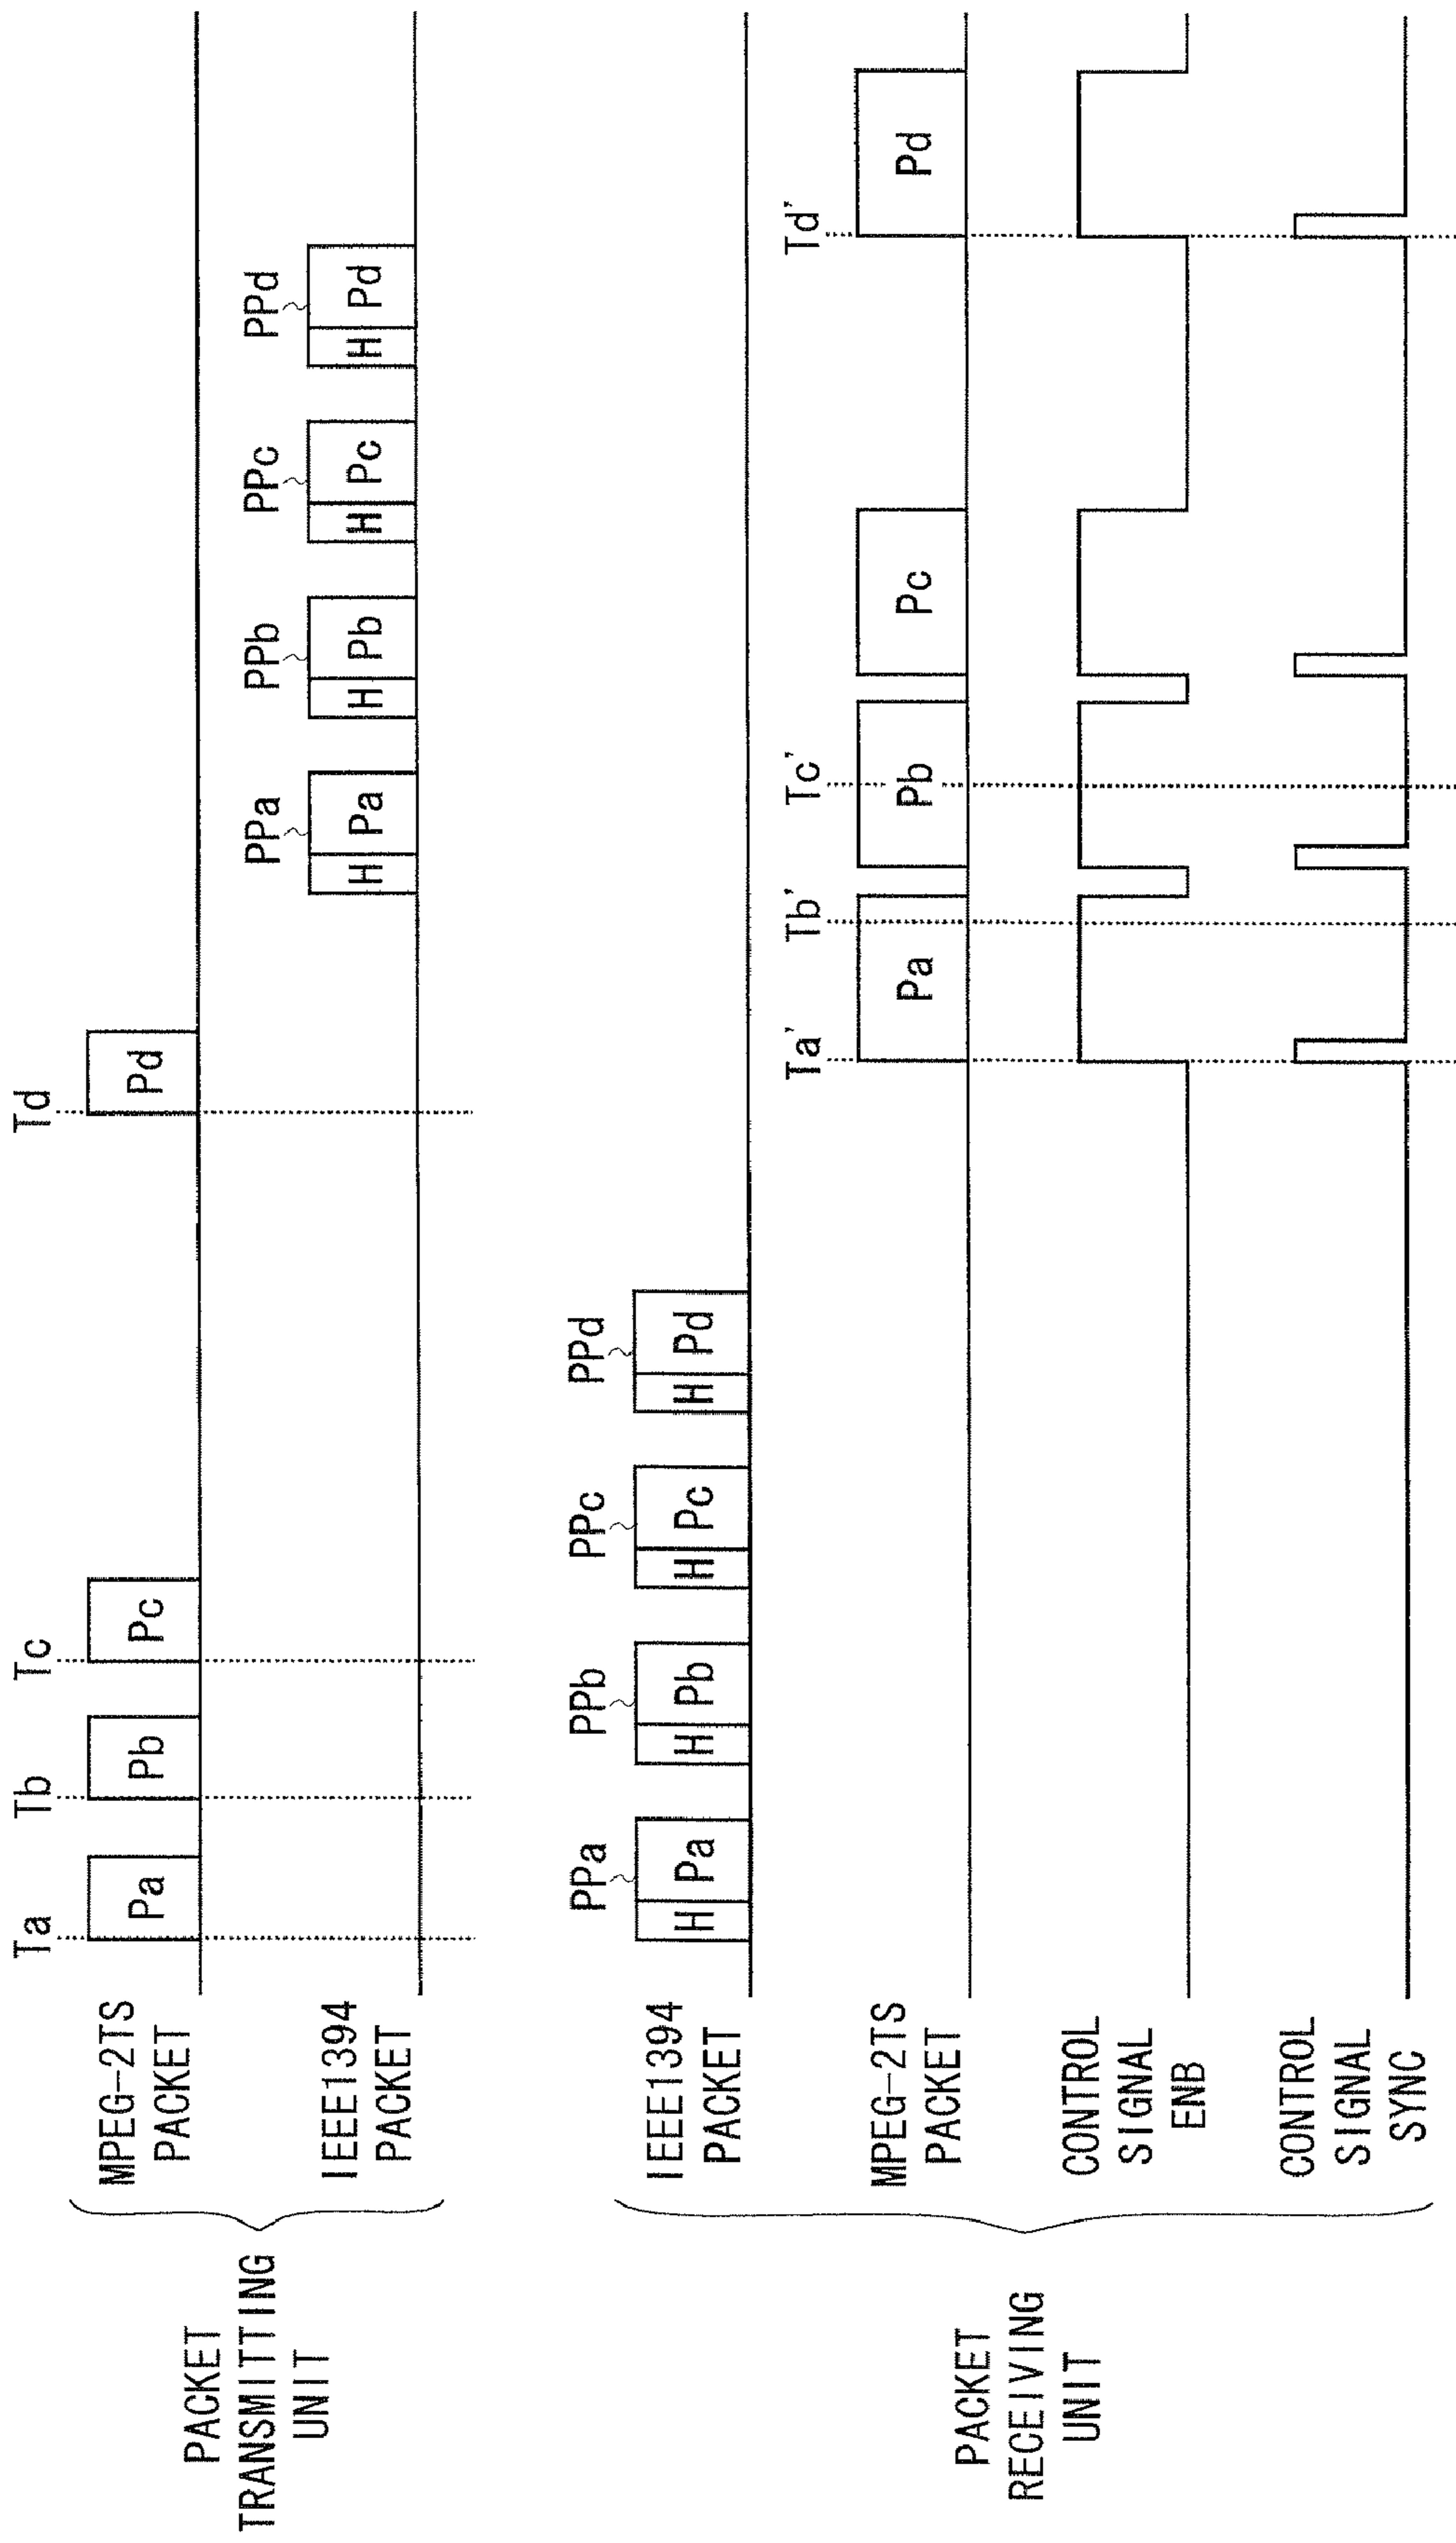 PACKET
TRANSMITTING
UNIT
MPEG-2TS
PACKET
Ta
Tb
Tc
Td
Pa
Pb
Pc
Pd
IEEE1394
PACKET
PPa
PPb
PPc
PPd
H Pa
H Pb
H Pc
H Pd
PACKET
RECEIVING
UNIT
IEEE1394
PACKET
PPa
PPb
PPc
PPd
H Pa
H Pb
H Pc
H Pd
MPEG-2TS
PACKET
Ta'
Tb'
Tc'
Td'
Pa
Pb
Pc
Pd
CONTROL
SIGNAL
ENB
CONTROL
SIGNAL
SYNC